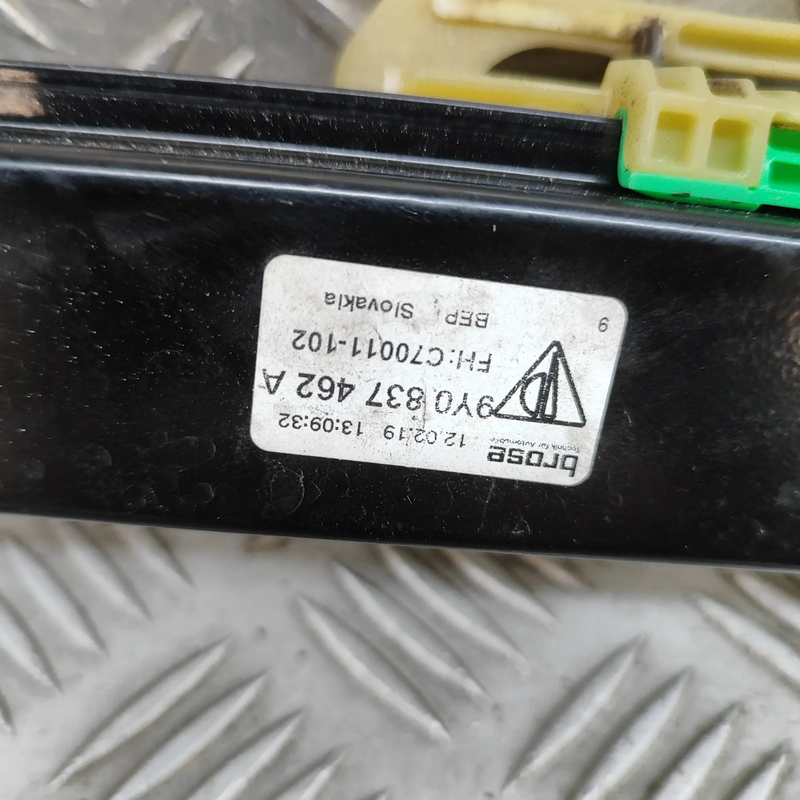 brose 12.02.19 13:09:32
Technik für Automobile
9Y0 837 462 A
FH:C70011-102
BEP Slovakia
9